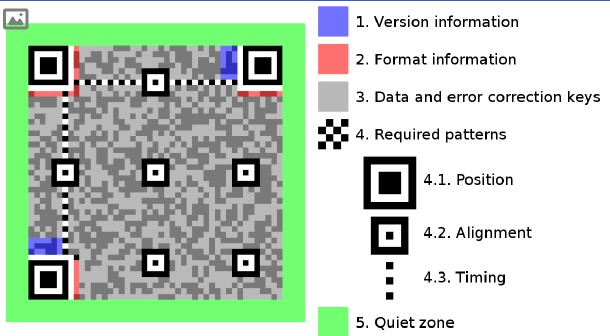 1. Version information
2. Format information
3. Data and error correction keys
4. Required patterns
4.1. Position
4.2. Alignment
4.3. Timing
5. Quiet zone